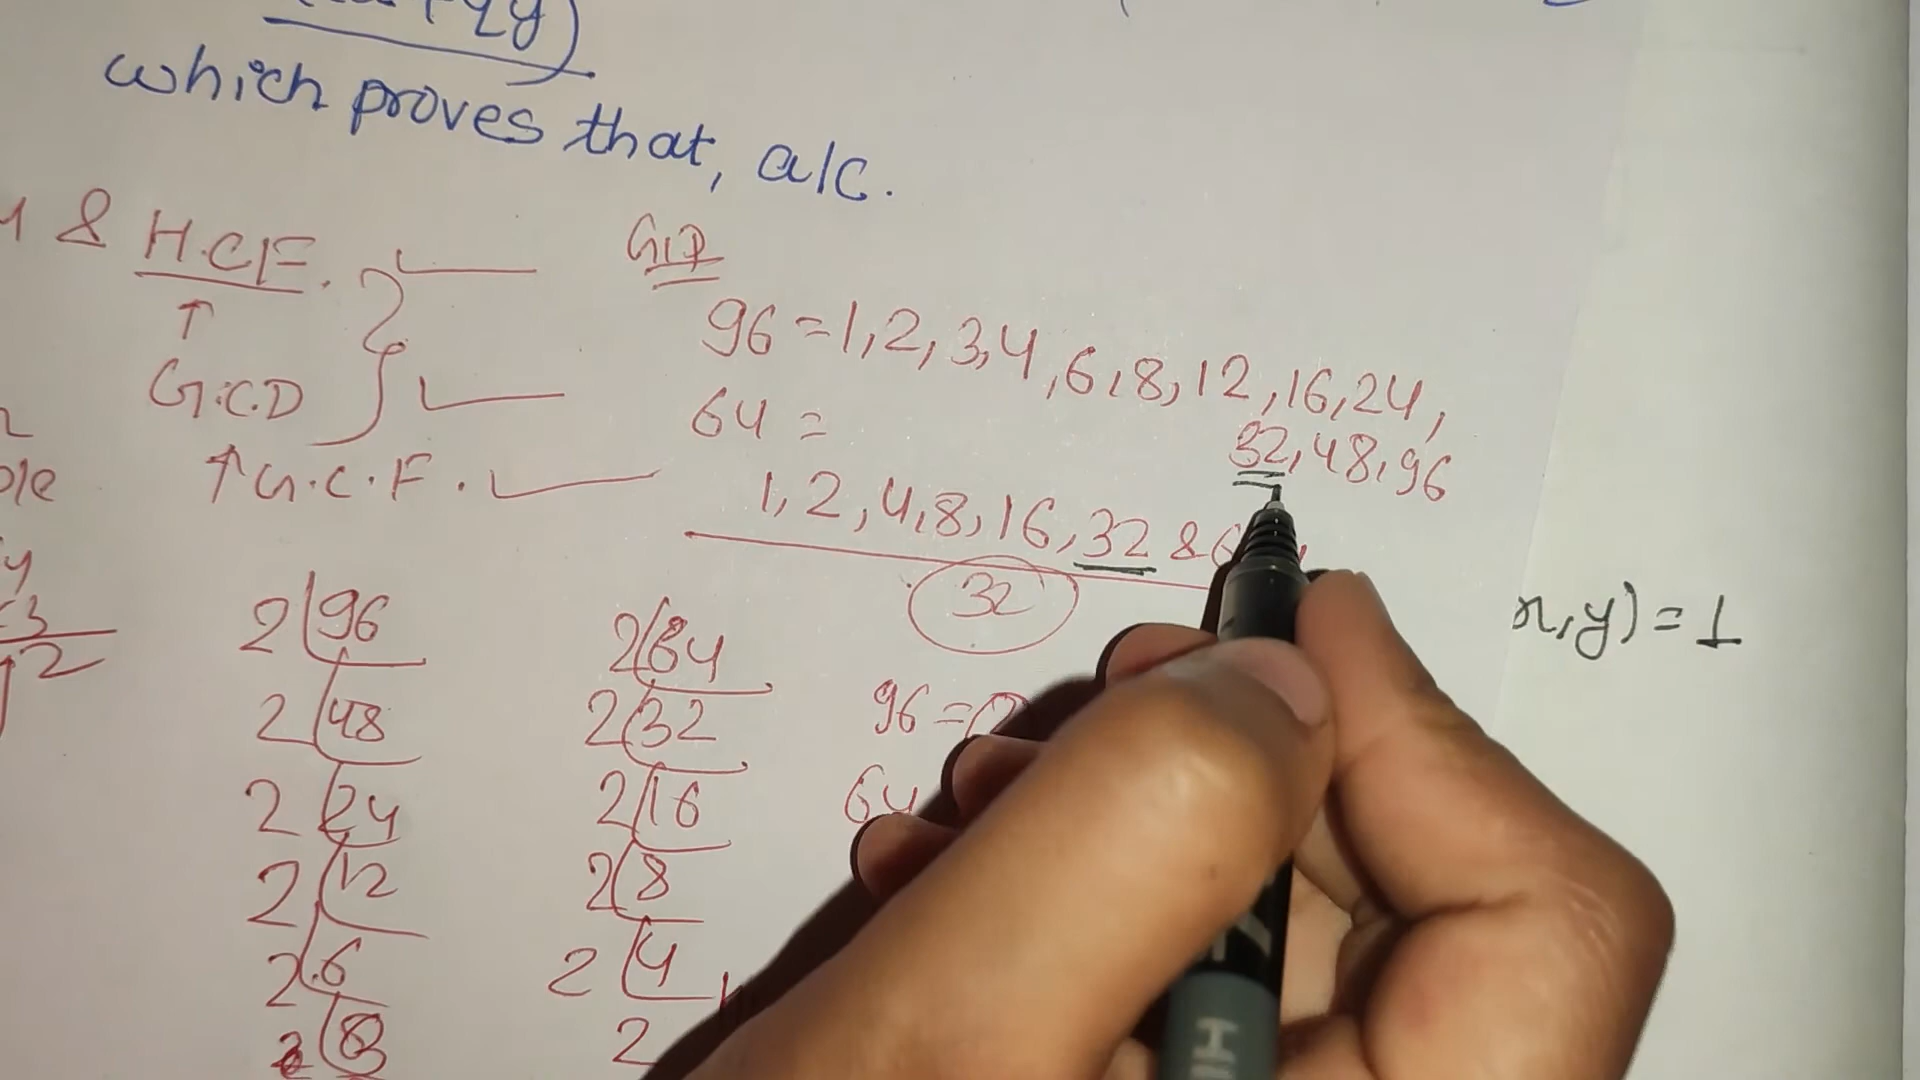 which proves that, a/c.
& H.C.F.
↑
G.C.D
↑ G.C.F.
96 = 1, 2, 3, 4, 6, 8, 12, 16, 24,
32, 48, 96
64 =
1, 2, 4, 8, 16, 32 &
32
x, y) = 1
2 96
2 48
2 24
2 12
2 6
2 64
2 32
2 16
2 8
2 4
2
96 =
64